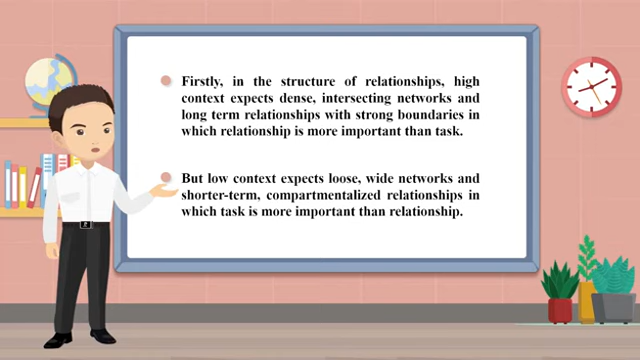 Firstly, in the structure of relationships, high
context expects dense, intersecting networks and
long term relationships with strong boundaries in
which relationship is more important than task.
But low context expects loose, wide networks and
shorter-term, compartmentalized relationships in
which task is more important than relationship.